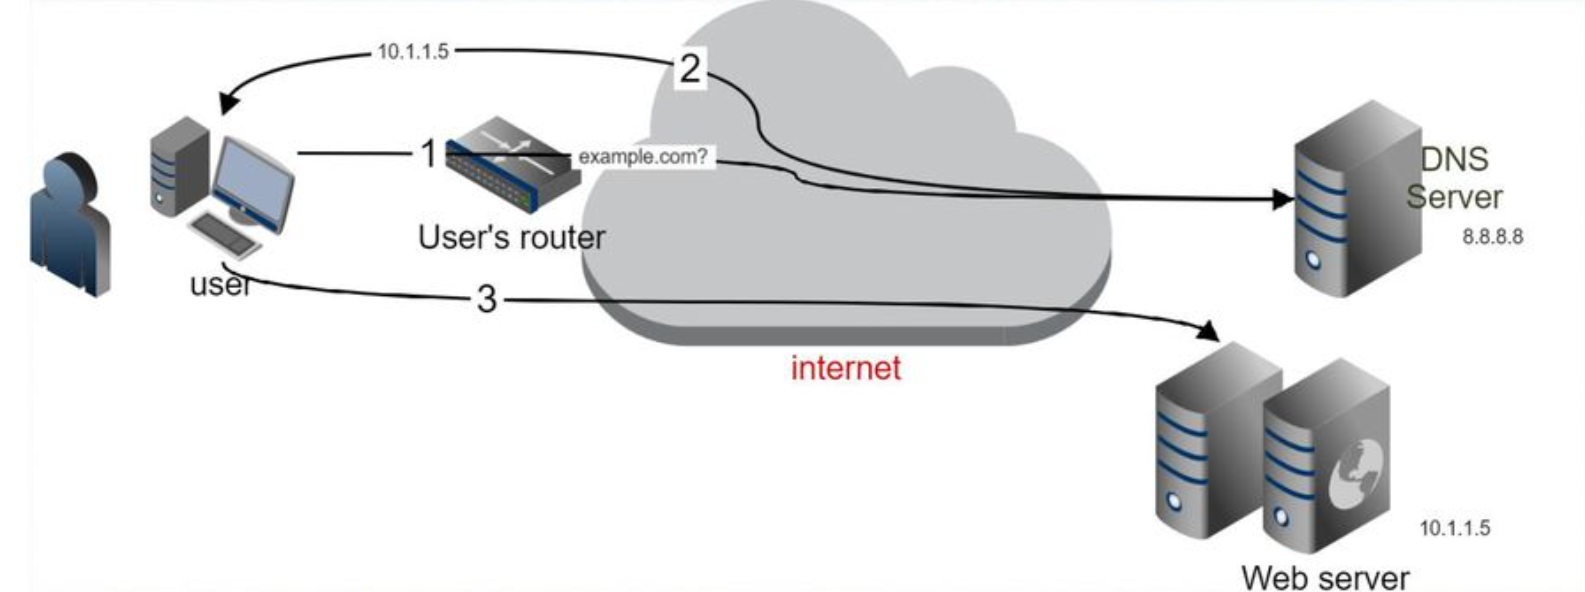 10.1.1.5
2
1
example.com?
DNS
Server
8.8.8.8
User's router
user
3
internet
10.1.1.5
Web server